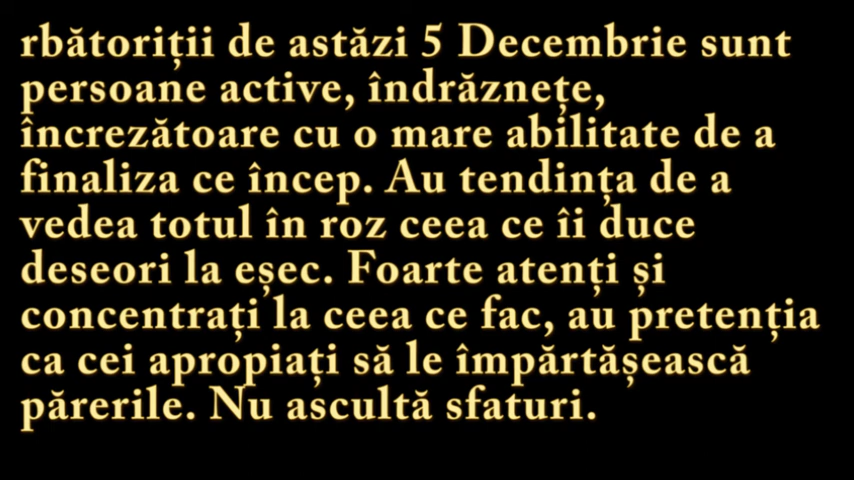 rbătoriții de astăzi 5 Decembrie sunt
persoane active, îndrăznețe,
încrezătoare cu o mare abilitate de a
finaliza ce încep. Au tendința de a
vedea totul în roz ceea ce îi duce
deseori la eșec. Foarte atenți și
concentrați la ceea ce fac, au pretenția
ca cei apropiați să le împărtășească
părerile. Nu ascultă sfaturi.